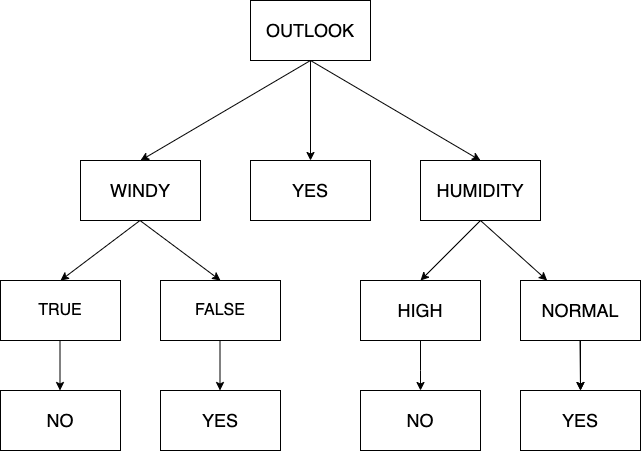 OUTLOOK
WINDY
YES
HUMIDITY
TRUE
FALSE
HIGH
NORMAL
NO
YES
NO
YES